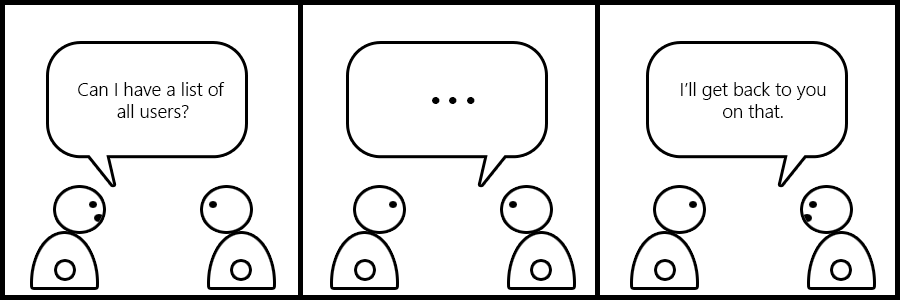 Can I have a list of
all users?
...
I'll get back to you
on that.